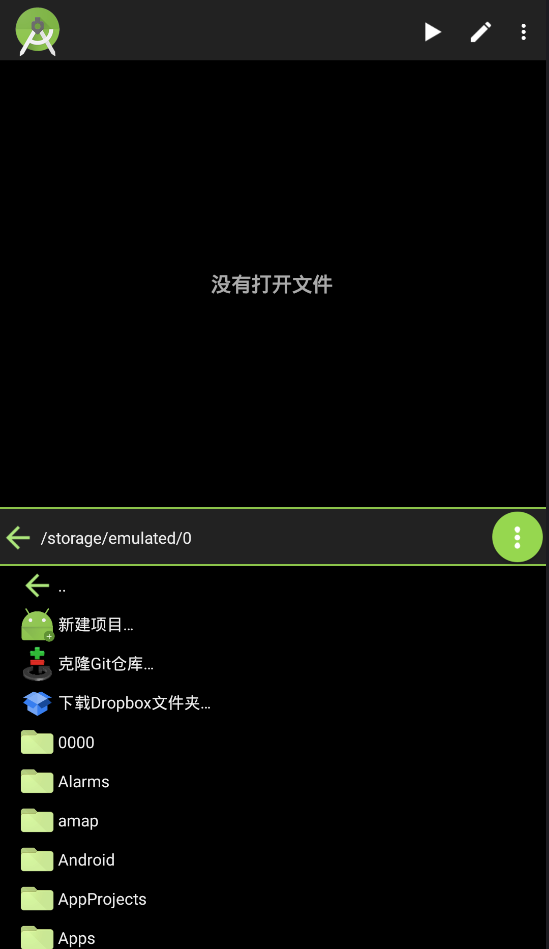 没有打开文件
/storage/emulated/0
..
新建项目...
克隆Git仓库...
下载Dropbox文件夹...
0000
Alarms
amap
Android
AppProjects
Apps